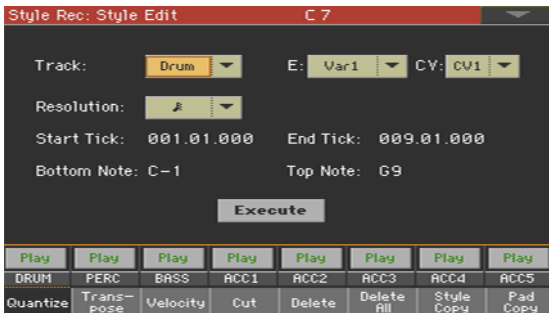 Style Rec: Style Edit C 7
Track: Drum E: Var1 CV: CV1
Resolution:
Start Tick: 001.01.000 End Tick: 009.01.000
Bottom Note: C-1 Top Note: G9
Execute
Play Play Play Play Play Play Play Play
DRUM PERC BASS ACC1 ACC2 ACC3 ACC4 ACC5
Quantize Trans- Velocity Cut Delete Delete Style Pad
pose All Copy Copy